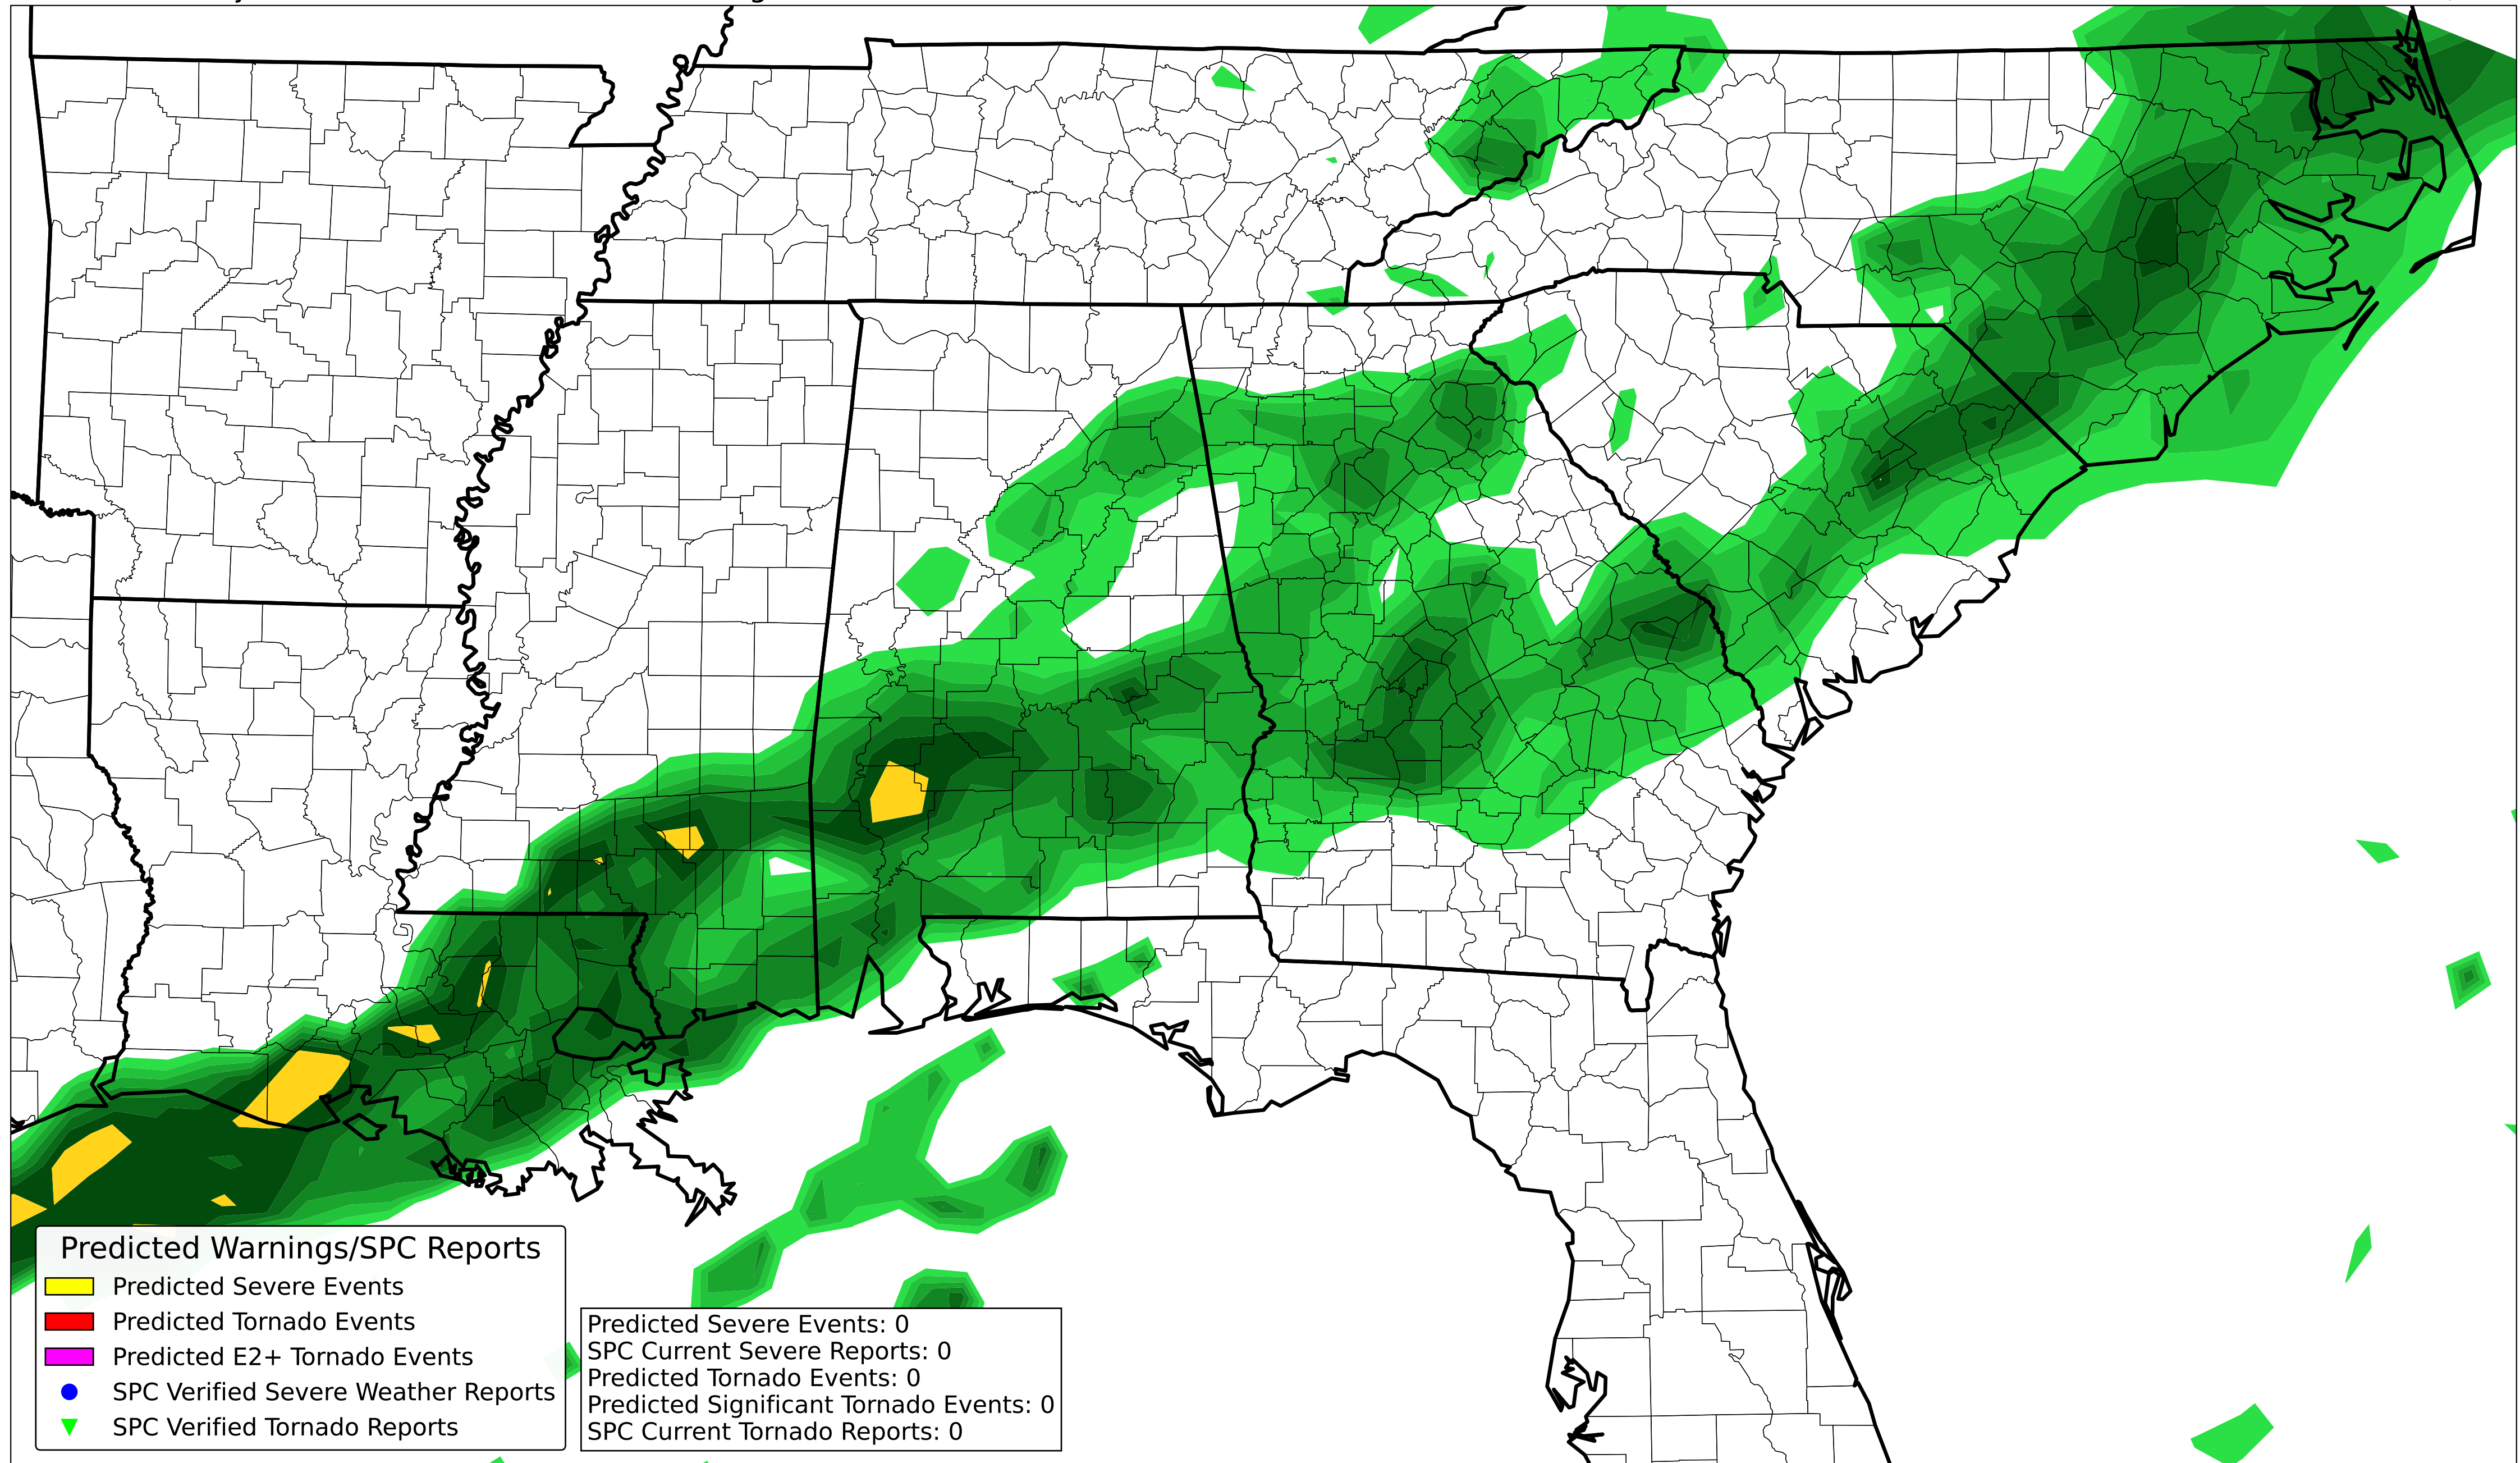 Predicted Warnings/SPC Reports
Predicted Severe Events
Predicted Tornado Events
Predicted E2+ Tornado Events
SPC Verified Severe Weather Reports
SPC Verified Tornado Reports
Predicted Severe Events: 0
SPC Current Severe Reports: 0
Predicted Tornado Events: 0
Predicted Significant Tornado Events: 0
SPC Current Tornado Reports: 0